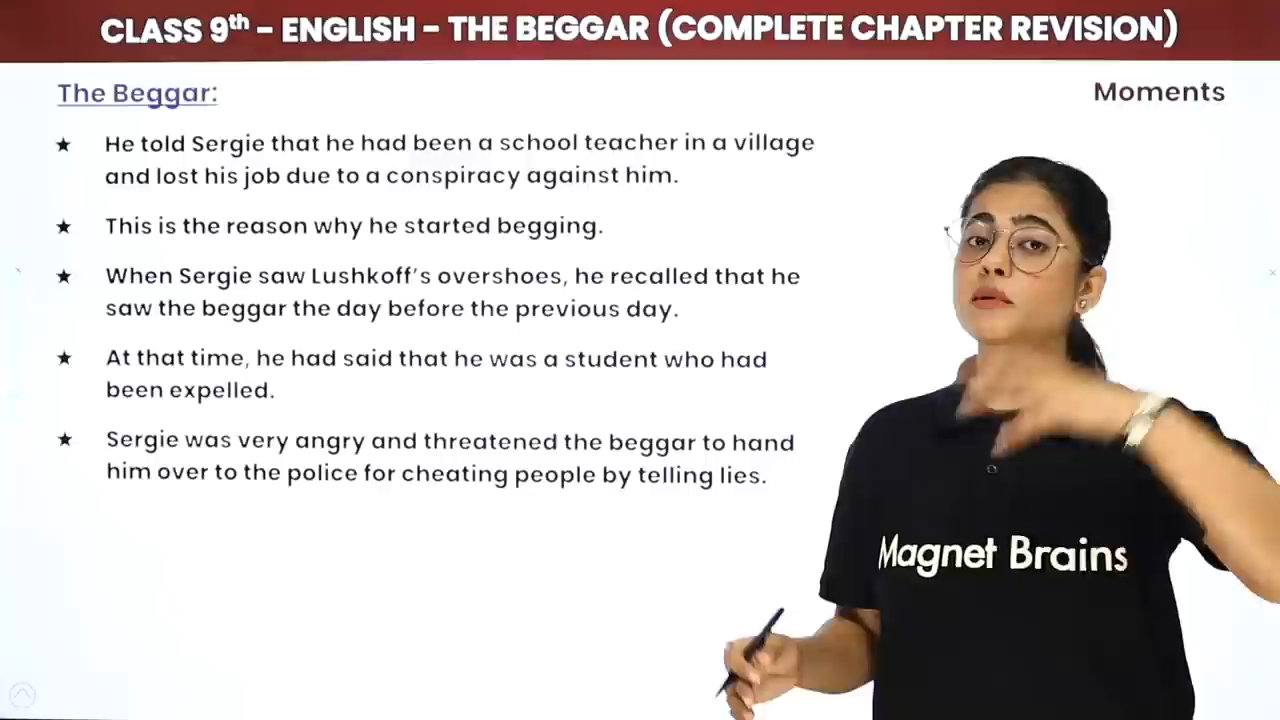 CLASS 9th - ENGLISH - THE BEGGAR (COMPLETE CHAPTER REVISION)
The Beggar:
Moments
★ He told Sergie that he had been a school teacher in a village
and lost his job due to a conspiracy against him.
★ This is the reason why he started begging.
★ When Sergie saw Lushkoff's overshoes, he recalled that he
saw the beggar the day before the previous day.
★ At that time, he had said that he was a student who had
been expelled.
★ Sergie was very angry and threatened the beggar to hand
him over to the police for cheating people by telling lies.
Magnet Brains